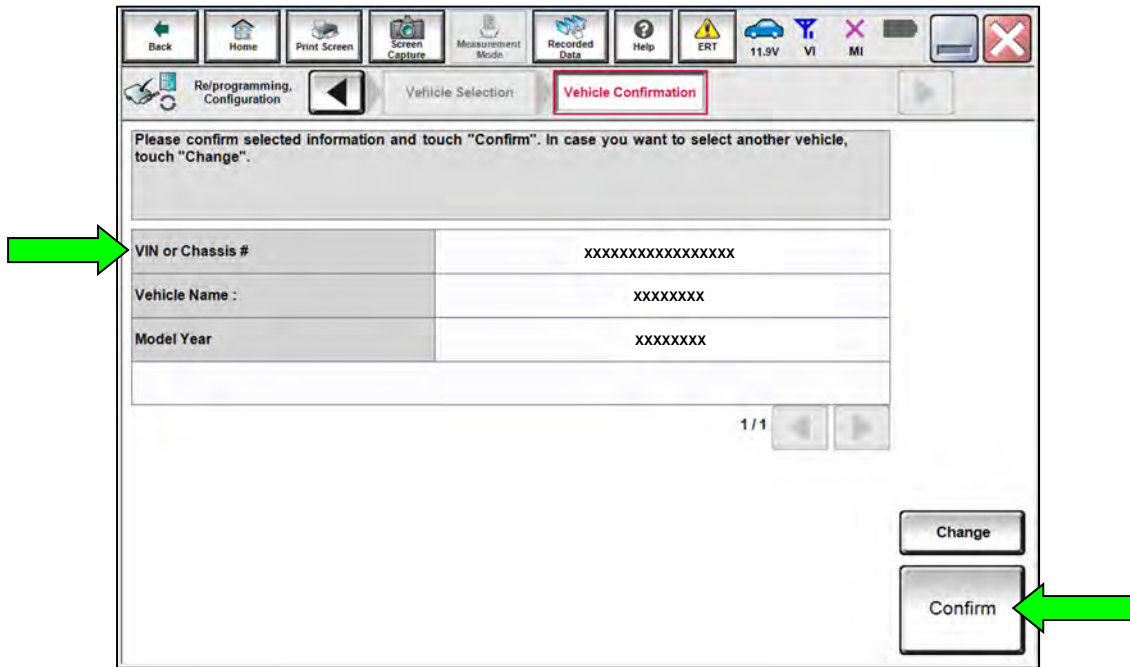 Back
Home
Print Screen
Screen
Capture
Measurement
Mode
Recorded
Data
Help
ERT
11.9V
VI
MI
Re/programming,
Configuration
Vehicle Selection
Vehicle Confirmation
Please confirm selected information and touch "Confirm". In case you want to select another vehicle,
touch "Change".
VIN or Chassis #
xxxxxxxxxxxxxxxxx
Vehicle Name :
xxxxxxxx
Model Year
xxxxxxxx
1/1
Change
Confirm